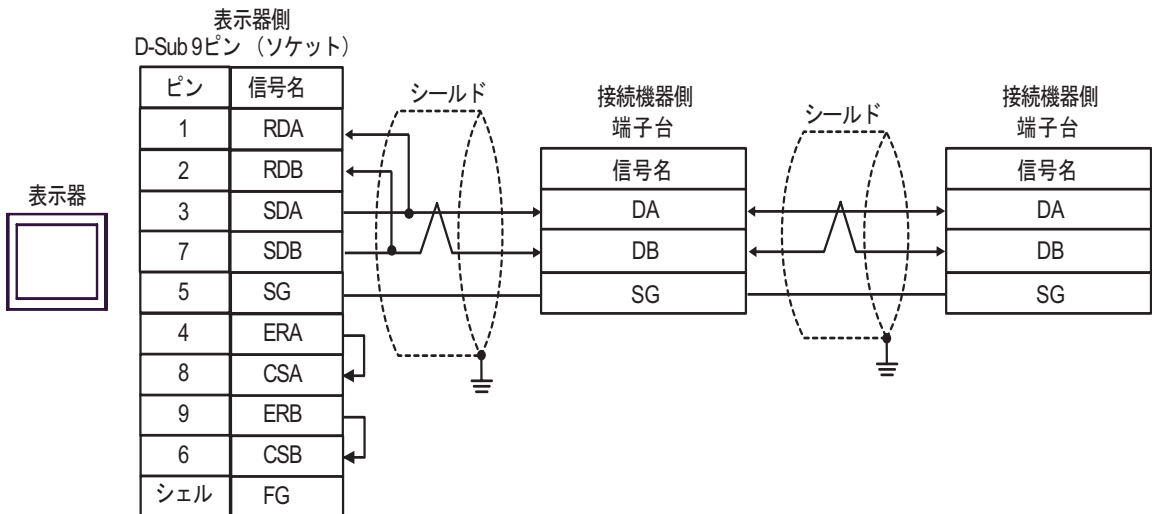 表示器側
D-Sub 9ピン (ソケット)
ピン 信号名
1 RDA
2 RDB
3 SDA
7 SDB
5 SG
4 ERA
8 CSA
9 ERB
6 CSB
シェル FG
表示器
シールド
接続機器側
端子台
信号名
DA
DB
SG
シールド
接続機器側
端子台
信号名
DA
DB
SG